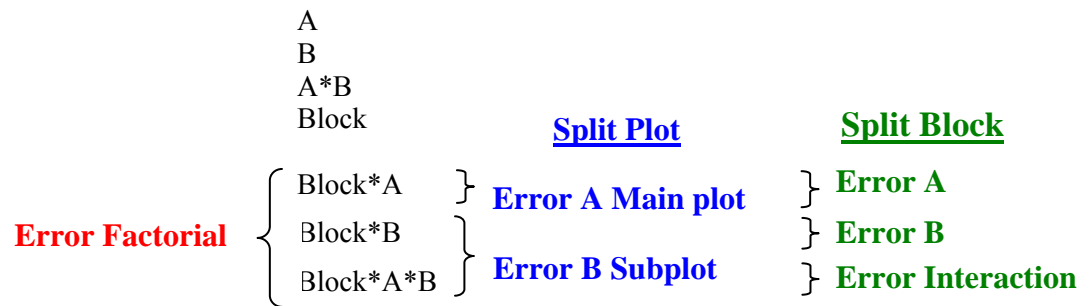 A
B
A*B
Block
Split Plot
Split Block
Error Factorial
Block*A
Block*B
Block*A*B
Error A Main plot
Error B Subplot
Error A
Error B
Error Interaction